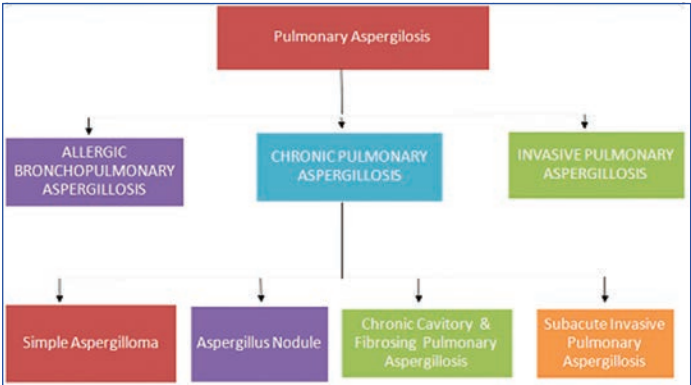 Pulmonary Aspergilosis
ALLERGIC
BRONCHOPULMONARY
ASPERGILLOSIS
CHRONIC PULMONARY
ASPERGILLOSIS
INVASIVE PULMONARY
ASPERGILLOSIS
Simple Aspergilloma
Aspergillus Nodule
Chronic Cavitory &
Fibrosing Pulmonary
Aspergillosis
Subacute Invasive
Pulmonary
Aspergillosis